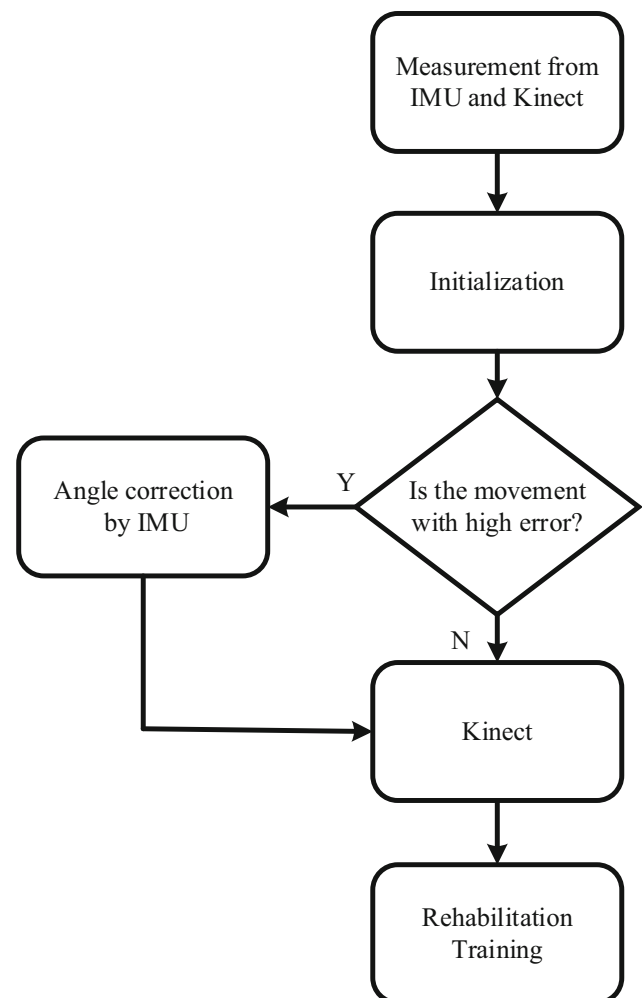 Measurement from
IMU and Kinect
Initialization
Is the movement
with high error?
Y
Angle correction
by IMU
N
Kinect
Rehabilitation
Training